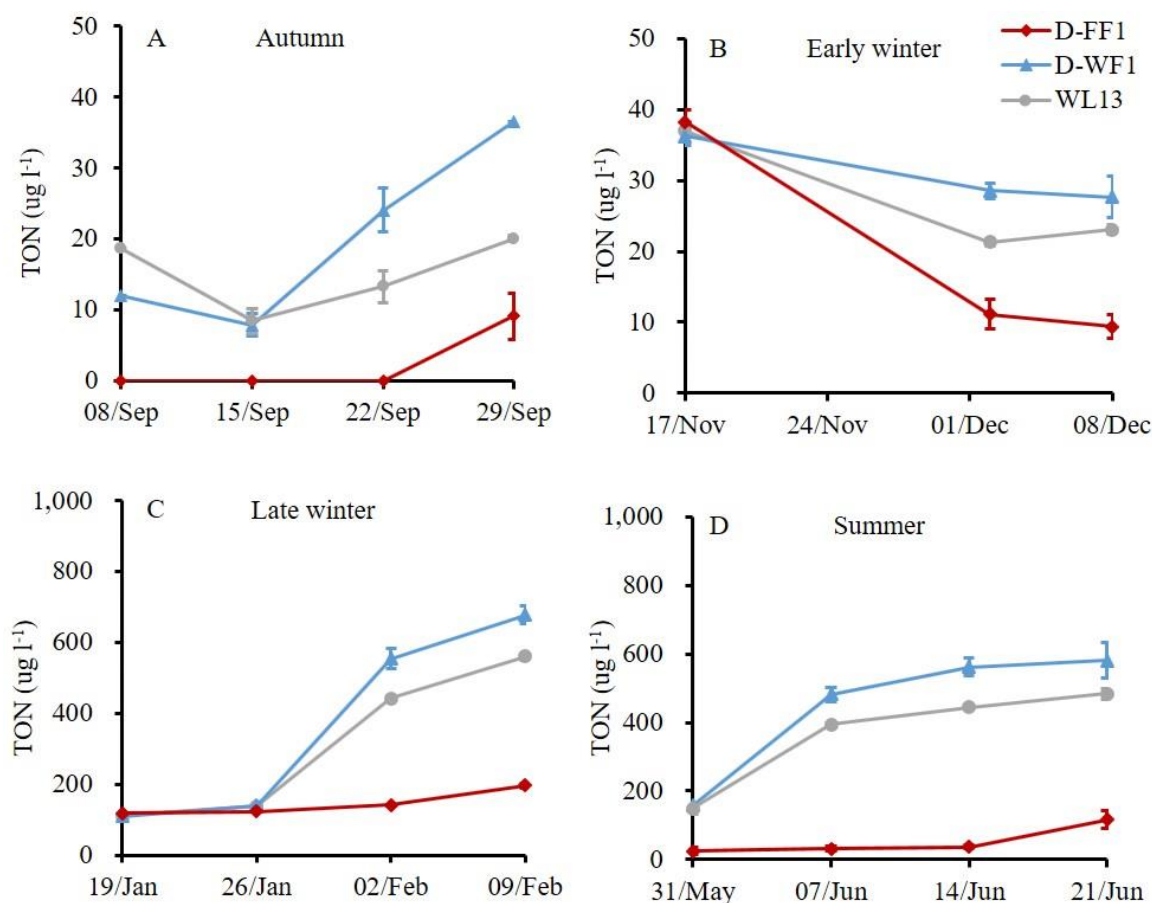 A Autumn
50
40
30
20
10
0
TON (ug l-1)
08/Sep 15/Sep 22/Sep 29/Sep
B Early winter
50
40
30
20
10
0
TON (ug l-1)
17/Nov 24/Nov 01/Dec 08/Dec
D-FF1
D-WF1
WL13
C Late winter
1,000
800
600
400
200
0
TON (ug l-1)
19/Jan 26/Jan 02/Feb 09/Feb
D Summer
1,000
800
600
400
200
0
TON (ug l-1)
31/May 07/Jun 14/Jun 21/Jun